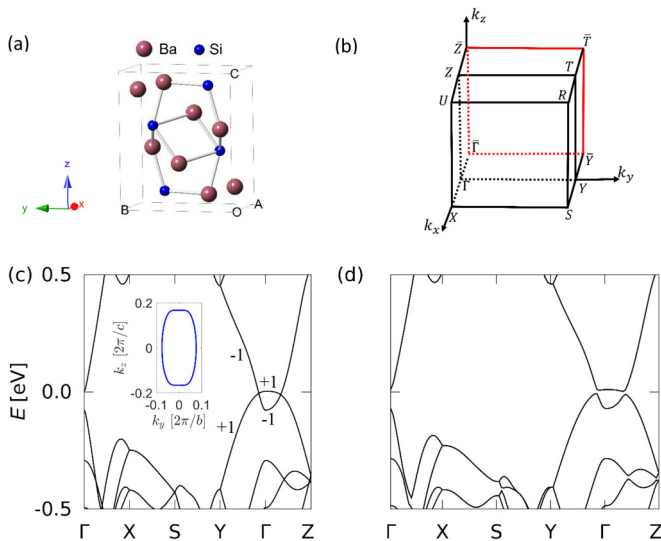 (a)
Ba
Si
C
z
y
x
B
O
A
(b)
k_z
Z̄
T̄
Z
T
U
R
Γ̄
Ȳ
Γ
Y
k_y
X
S
k_x
(c)
0.5
0.0
-0.5
E [eV]
0.2
0
-0.2
k_z [2π/c]
-0.1 0 0.1
k_y [2π/b]
-1
+1
+1
-1
Γ X S Y Γ Z
(d)
Γ X S Y Γ Z